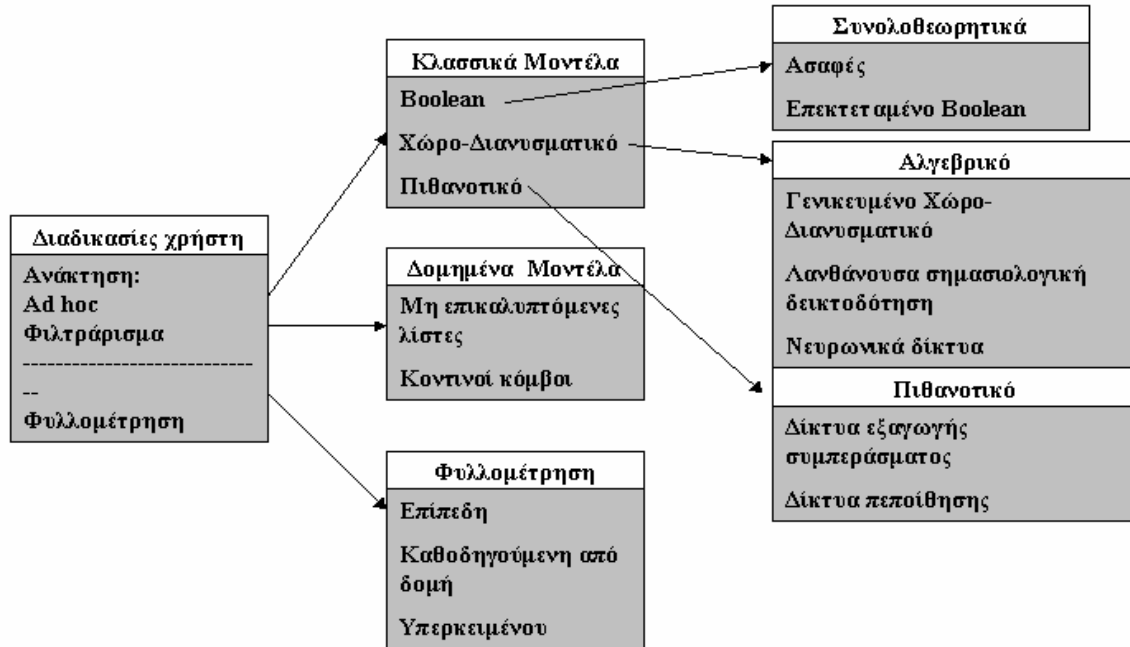 Διαδικασίες χρήστη
Ανάκτηση:
Ad hoc
Φιλτράρισμα
----------------------------
--
Φυλλομέτρηση
Κλασσικά Μοντέλα
Boolean
Χώρο-Διανυσματικό
Πιθανοτικό
Δομημένα Μοντέλα
Μη επικαλυπτόμενες
λίστες
Κοντινοί κόμβοι
Φυλλομέτρηση
Επίπεδη
Καθοδηγούμενη από
δομή
Υπερκειμένου
Συνολοθεωρητικά
Ασαφές
Επεκτεταμένο Boolean
Αλγεβρικό
Γενικευμένο Χώρο-
Διανυσματικό
Λανθάνουσα σημασιολογική
δεικτοδότηση
Νευρωνικά δίκτυα
Πιθανοτικό
Δίκτυα εξαγωγής
συμπεράσματος
Δίκτυα πεποίθησης